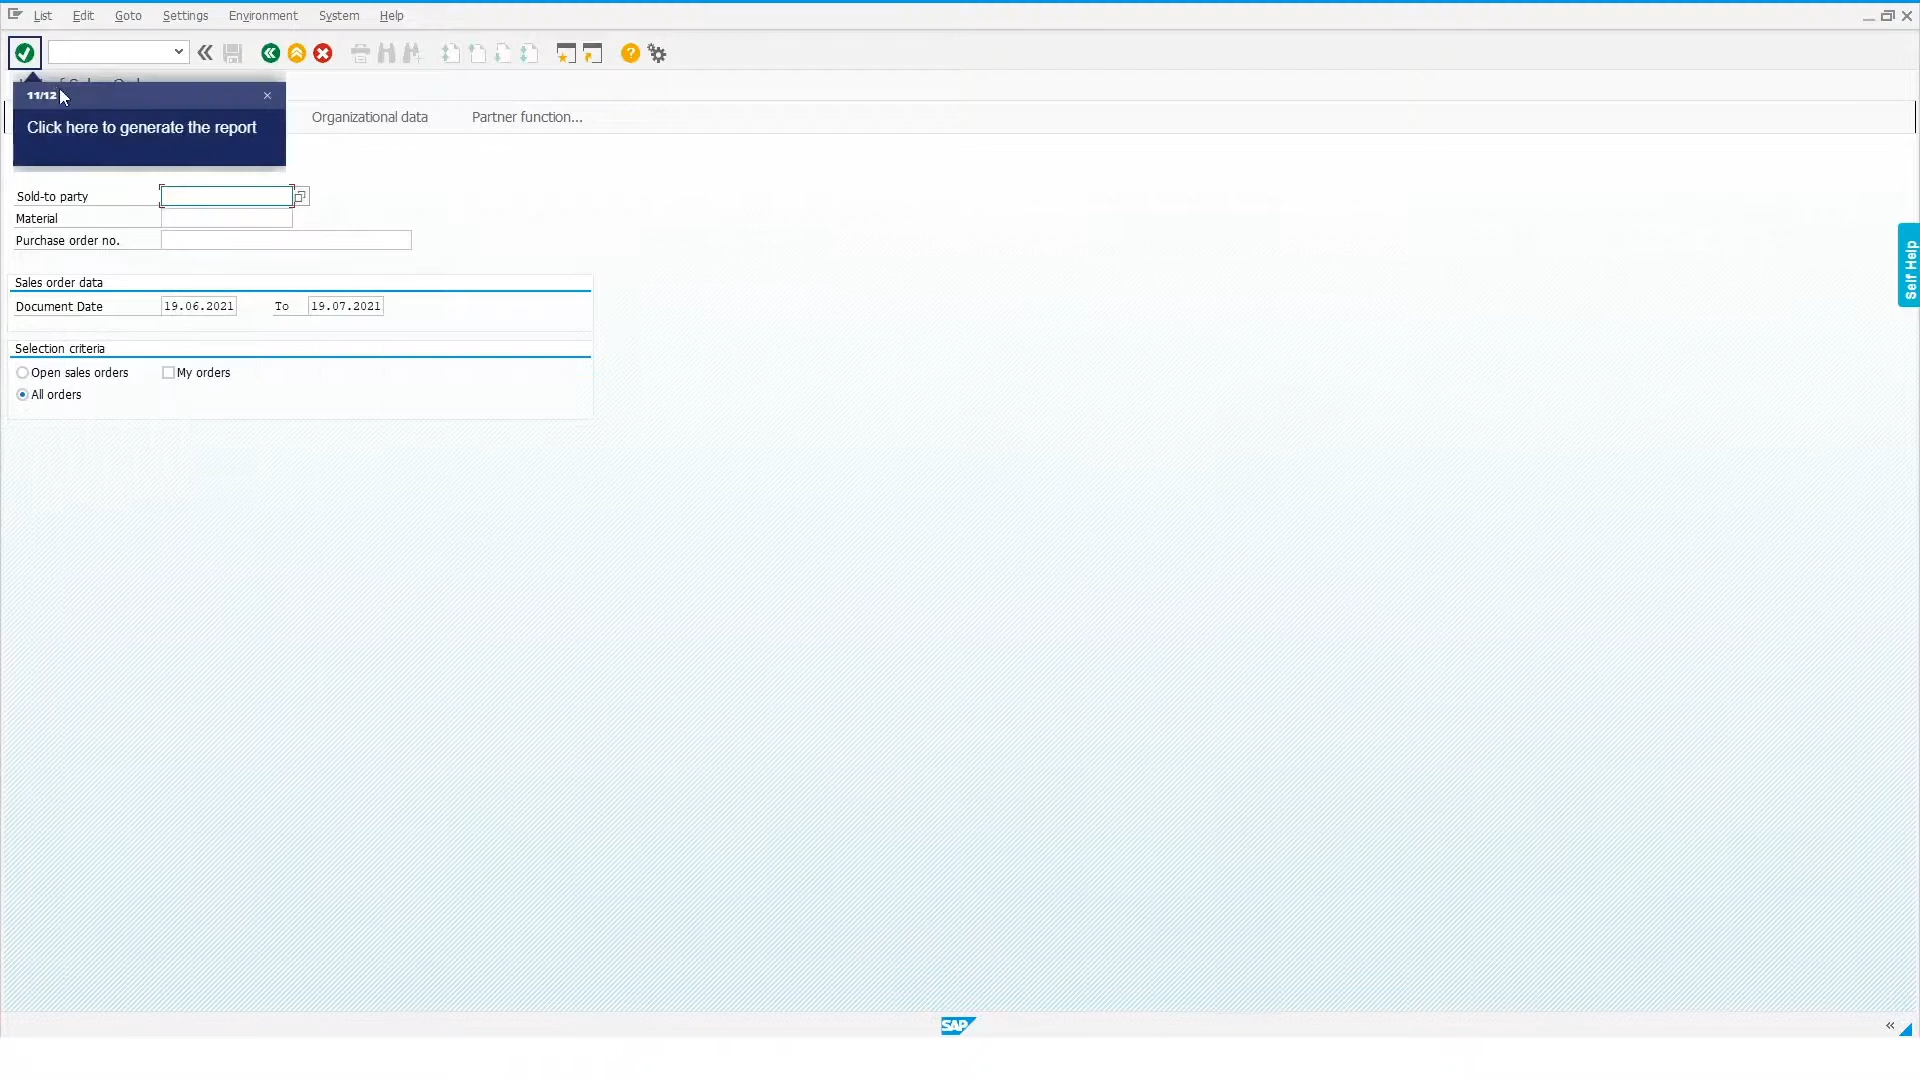 List Edit Goto Settings Environment System Help
11/12
Click here to generate the report
Organizational data Partner function...
Sold-to party
Material
Purchase order no.
Sales order data
Document Date 19.06.2021 To 19.07.2021
Selection criteria
Open sales orders My orders
All orders
Self Help
SAP